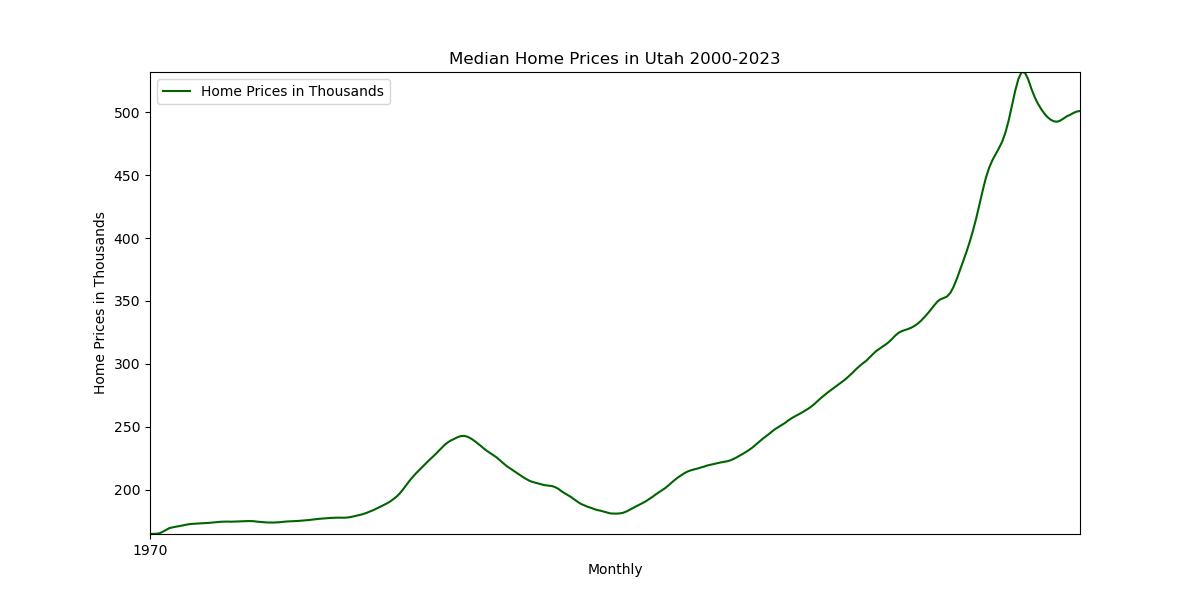 Median Home Prices in Utah 2000-2023
Home Prices in Thousands
500
450
400
350
300
250
200
Home Prices in Thousands
1970
Monthly